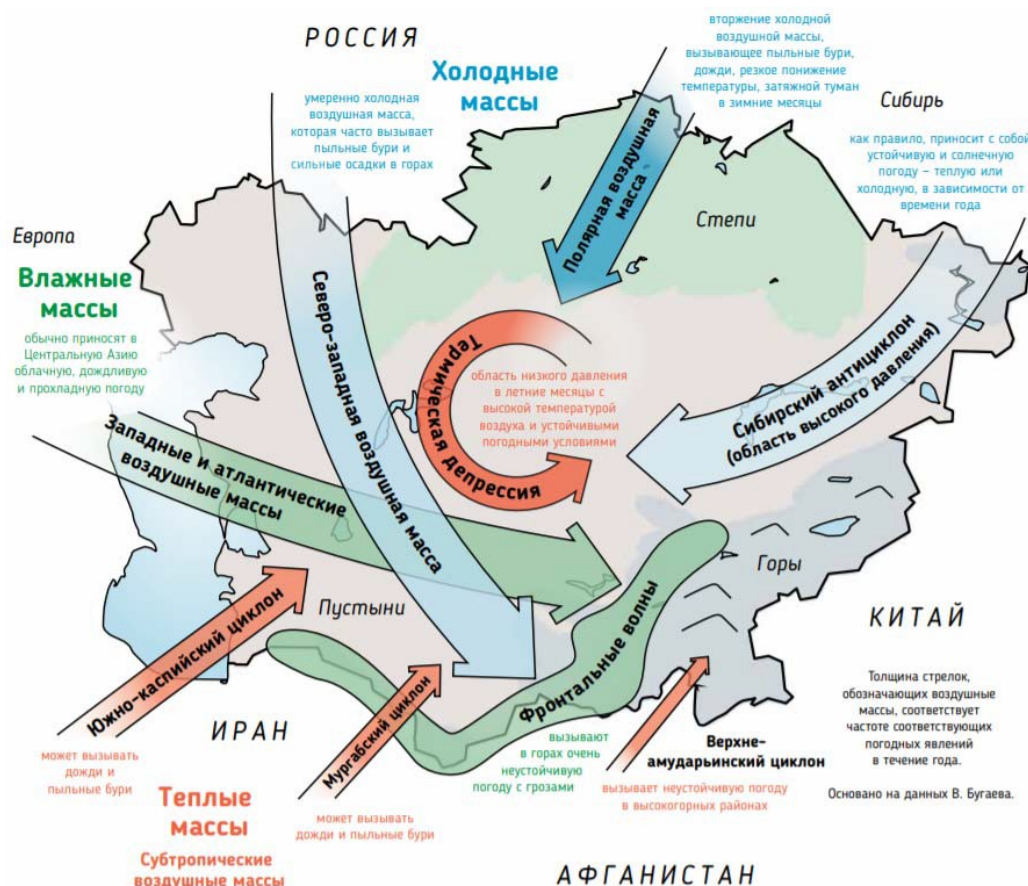 РОССИЯ
Холодные
массы
умеренно холодная
воздушная масса,
которая часто вызывает
пыльные бури и
сильные осадки в горах
вторжение холодной
воздушной массы,
вызывающее пыльные бури,
дожди, резкое понижение
температуры, затяжной туман
в зимние месяцы
Сибирь
как правило, приносит с собой
устойчивую и солнечную
погоду – теплую или
холодную, в зависимости от
времени года
Полярная воздушная
масса
Степи
Европа
Влажные
массы
обычно приносят в
Центральную Азию
облачную, дождливую
и прохладную погоду
Северо-западная воздушная масса
Термическая депрессия
область низкого давления
в летние месяцы с
высокой температурой
воздуха и устойчивыми
погодными условиями
Сибирский антициклон
(область высокого давления)
Западные и атлантические
воздушные массы
Горы
Пустыни
КИТАЙ
Южно-каспийский циклон
Мургабский циклон
Фронтальные волны
Толщина стрелок,
обозначающих воздушные
массы, соответствует
частоте соответствующих
погодных явлений
в течение года.
Основано на данных В. Бугаева.
ИРАН
может вызывать
дожди и
пыльные бури
вызывают
в горах очень
неустойчивую
погоду с грозами
Верхне-
амударьинский циклон
вызывает неустойчивую погоду
в высокогорных районах
Теплые
массы
Субтропические
воздушные массы
может вызывать
дожди и пыльные бури
АФГАНИСТАН